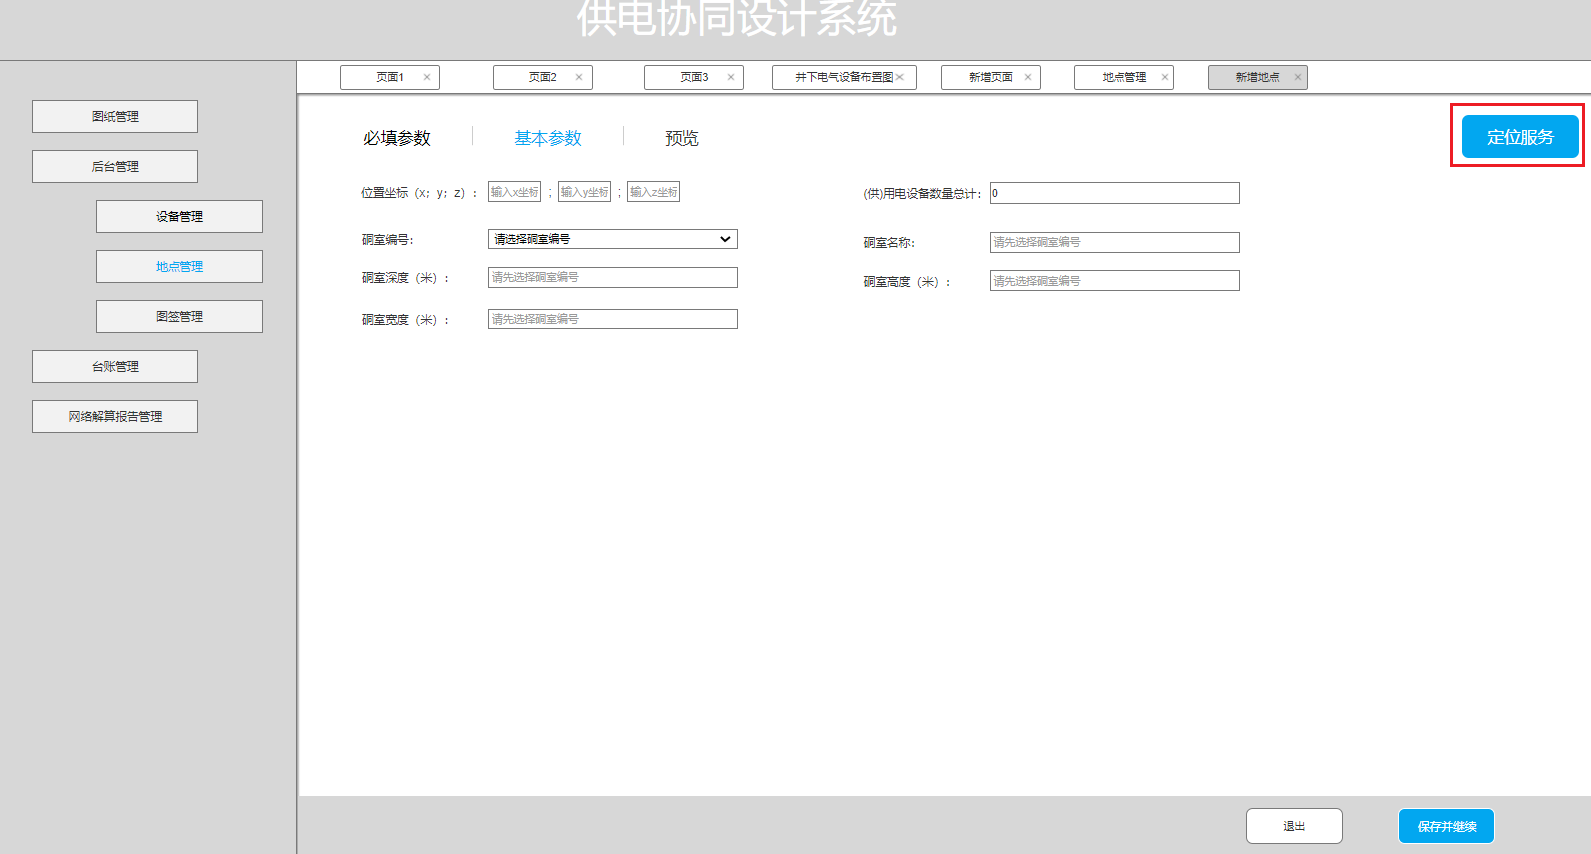 供电协同设计系统
页面1 ×
页面2 ×
页面3 ×
井下电气设备布置图×
新增页面 ×
地点管理 ×
新增地点 ×
图纸管理
后台管理
设备管理
地点管理
图签管理
台账管理
网络解算报告管理
必填参数
基本参数
预览
定位服务
位置坐标（x；y；z）: 输入x坐标 ; 输入y坐标 ; 输入z坐标
(供)用电设备数量总计: 0
硐室编号: 请选择硐室编号
硐室名称: 请先选择硐室编号
硐室深度（米）: 请先选择硐室编号
硐室高度（米）: 请先选择硐室编号
硐室宽度（米）: 请先选择硐室编号
退出
保存并继续